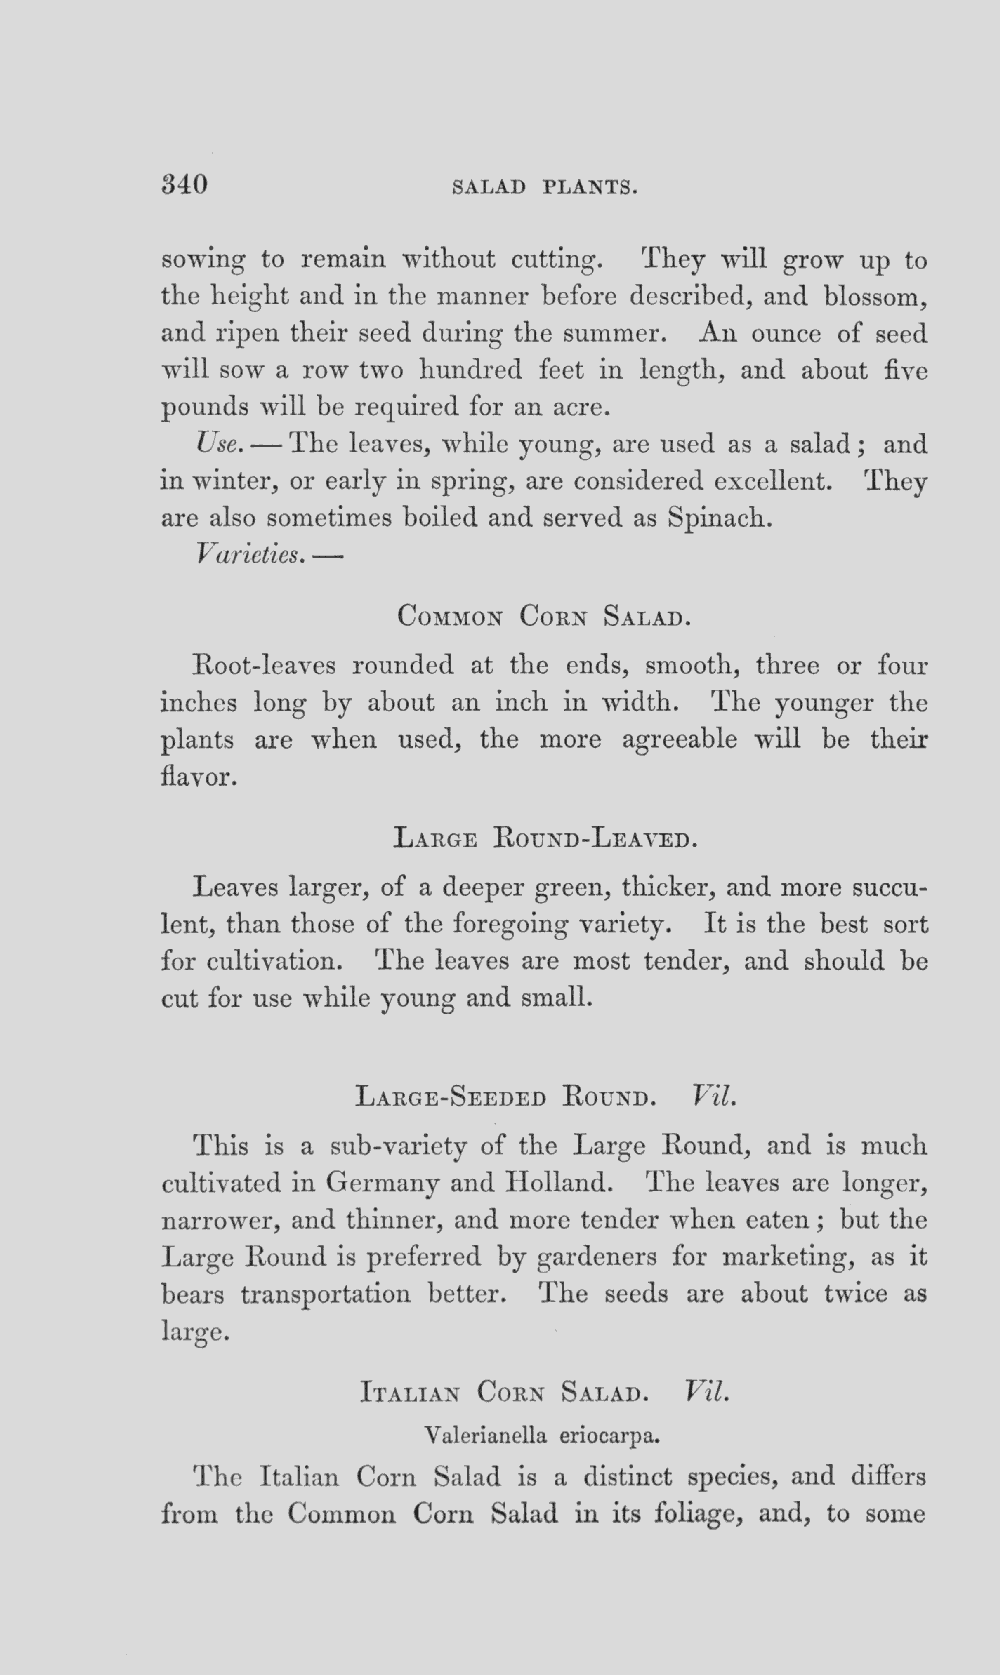 340 SALAD PLANTS.
sowing to remain without cutting. They will grow up to
the height and in the manner before described, and blossom,
and ripen their seed during the summer. An ounce of seed
will sow a row two hundred feet in length, and about five
pounds will be required for an acre.
Use. — The leaves, while young, are used as a salad; and
in winter, or early in spring, are considered excellent. They
are also sometimes boiled and served as Spinach.
Varieties. —
COMMON CORN SALAD.
Root-leaves rounded at the ends, smooth, three or four
inches long by about an inch in width. The younger the
plants are when used, the more agreeable will be their
flavor.
LARGE ROUND-LEAVED.
Leaves larger, of a deeper green, thicker, and more succu-
lent, than those of the foregoing variety. It is the best sort
for cultivation. The leaves are most tender, and should be
cut for use while young and small.
LARGE-SEEDED ROUND. Vil.
This is a sub-variety of the Large Round, and is much
cultivated in Germany and Holland. The leaves are longer,
narrower, and thinner, and more tender when eaten; but the
Large Round is preferred by gardeners for marketing, as it
bears transportation better. The seeds are about twice as
large.
ITALIAN CORN SALAD. Vil.
Valerianella eriocarpa.
The Italian Corn Salad is a distinct species, and differs
from the Common Corn Salad in its foliage, and, to some